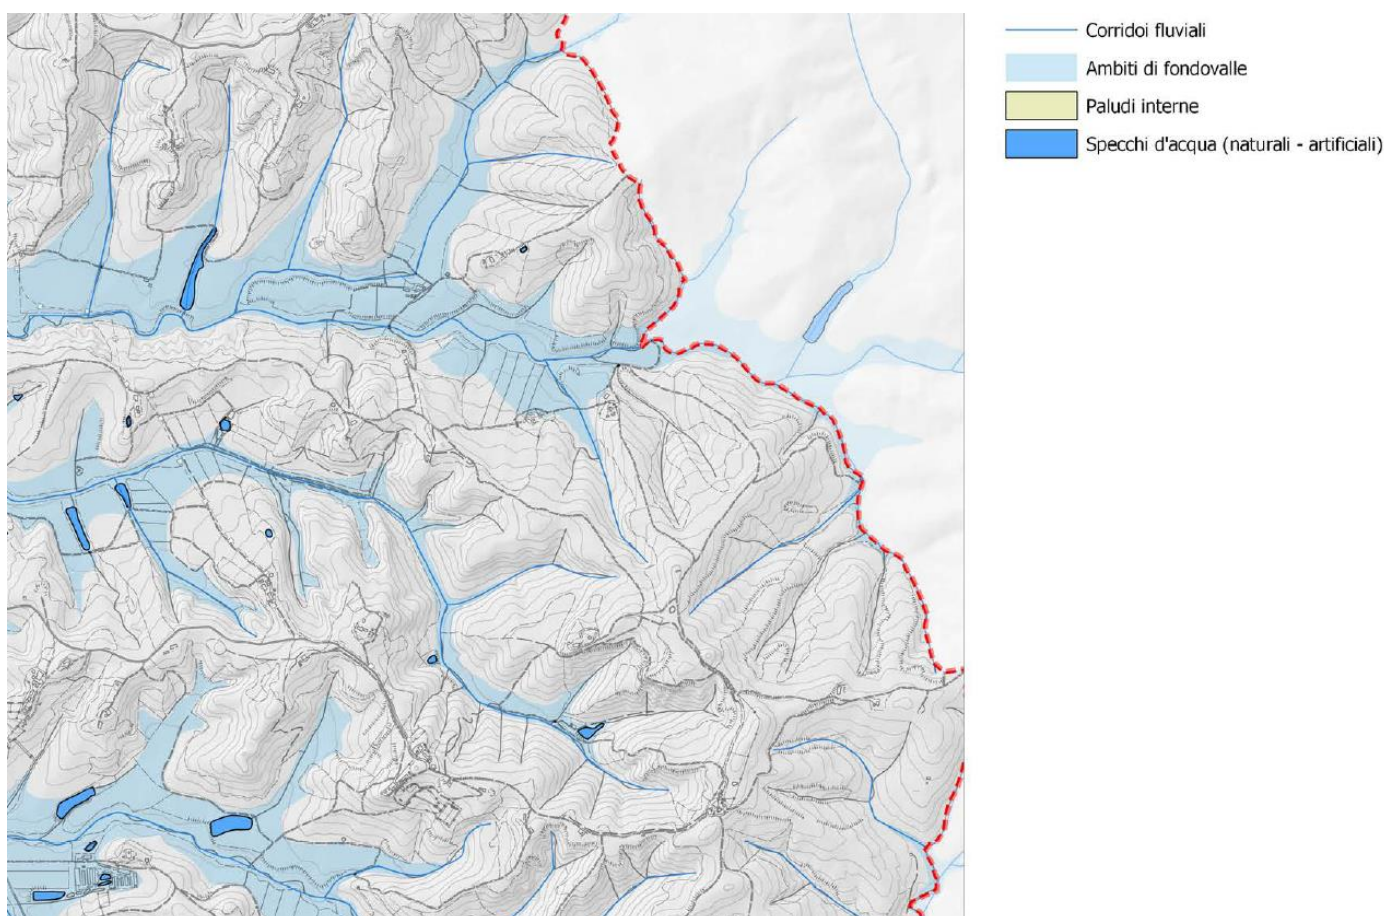 Corridoi fluviali
Ambiti di fondovalle
Paludi interne
Specchi d'acqua (naturali - artificiali)